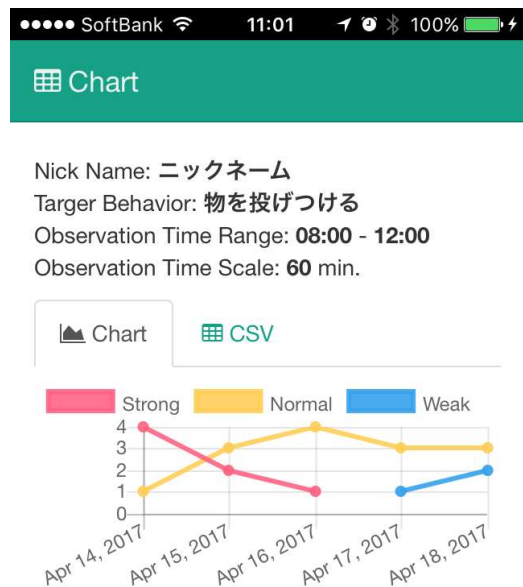 SoftBank 11:01 100%
Chart
Nick Name: ニックネーム
Targer Behavior: 物を投げつける
Observation Time Range: 08:00 - 12:00
Observation Time Scale: 60 min.
Chart CSV
Strong Normal Weak
4
3
2
1
0
Apr 14, 2017 Apr 15, 2017 Apr 16, 2017 Apr 17, 2017 Apr 18, 2017